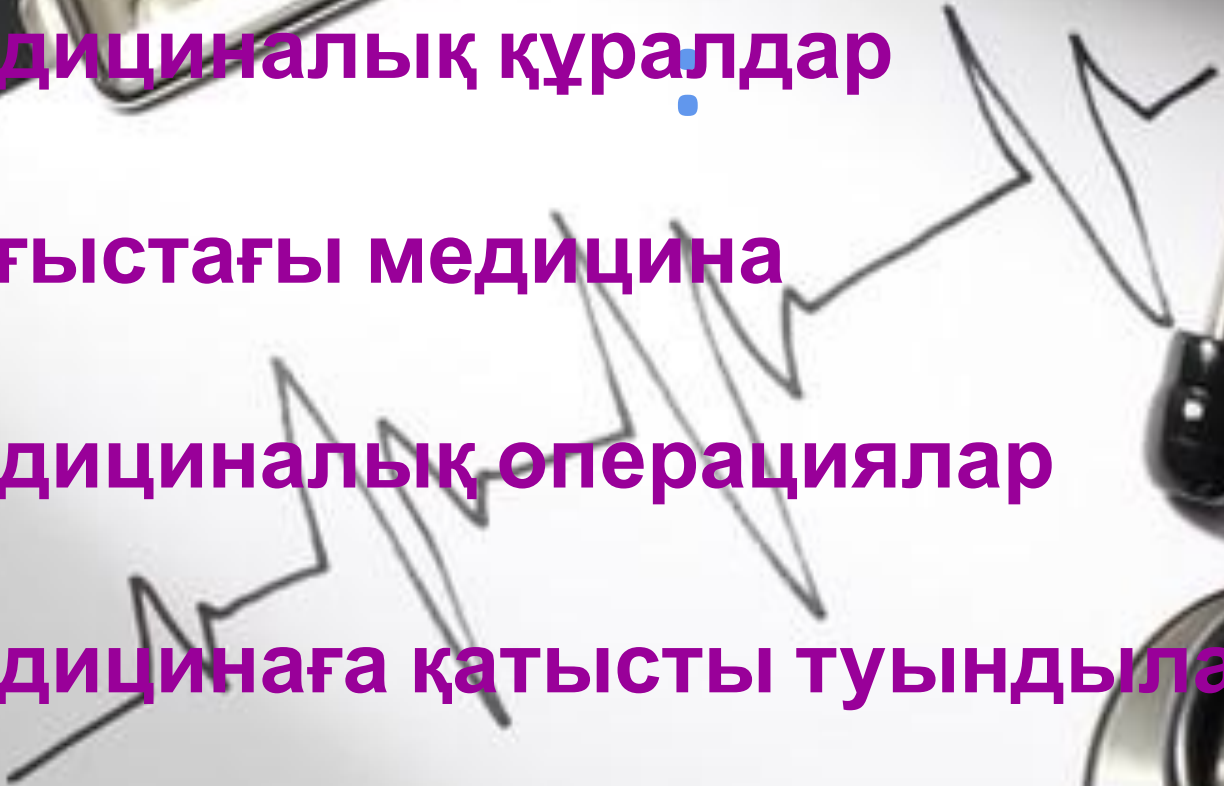 дициналық құралдар
ғыстағы медицина
дициналық операциялар
дицинаға қатысты туындыла